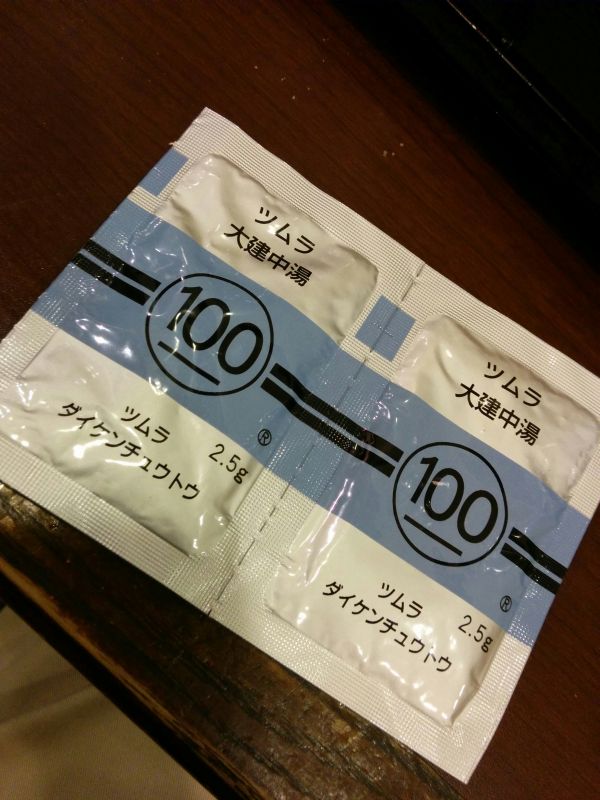 ツムラ
大建中湯
100
®
ツムラ 2.5g
ダイケンチュウトウ
ツムラ
大建中湯
100
®
ツムラ 2.5g
ダイケンチュウトウ